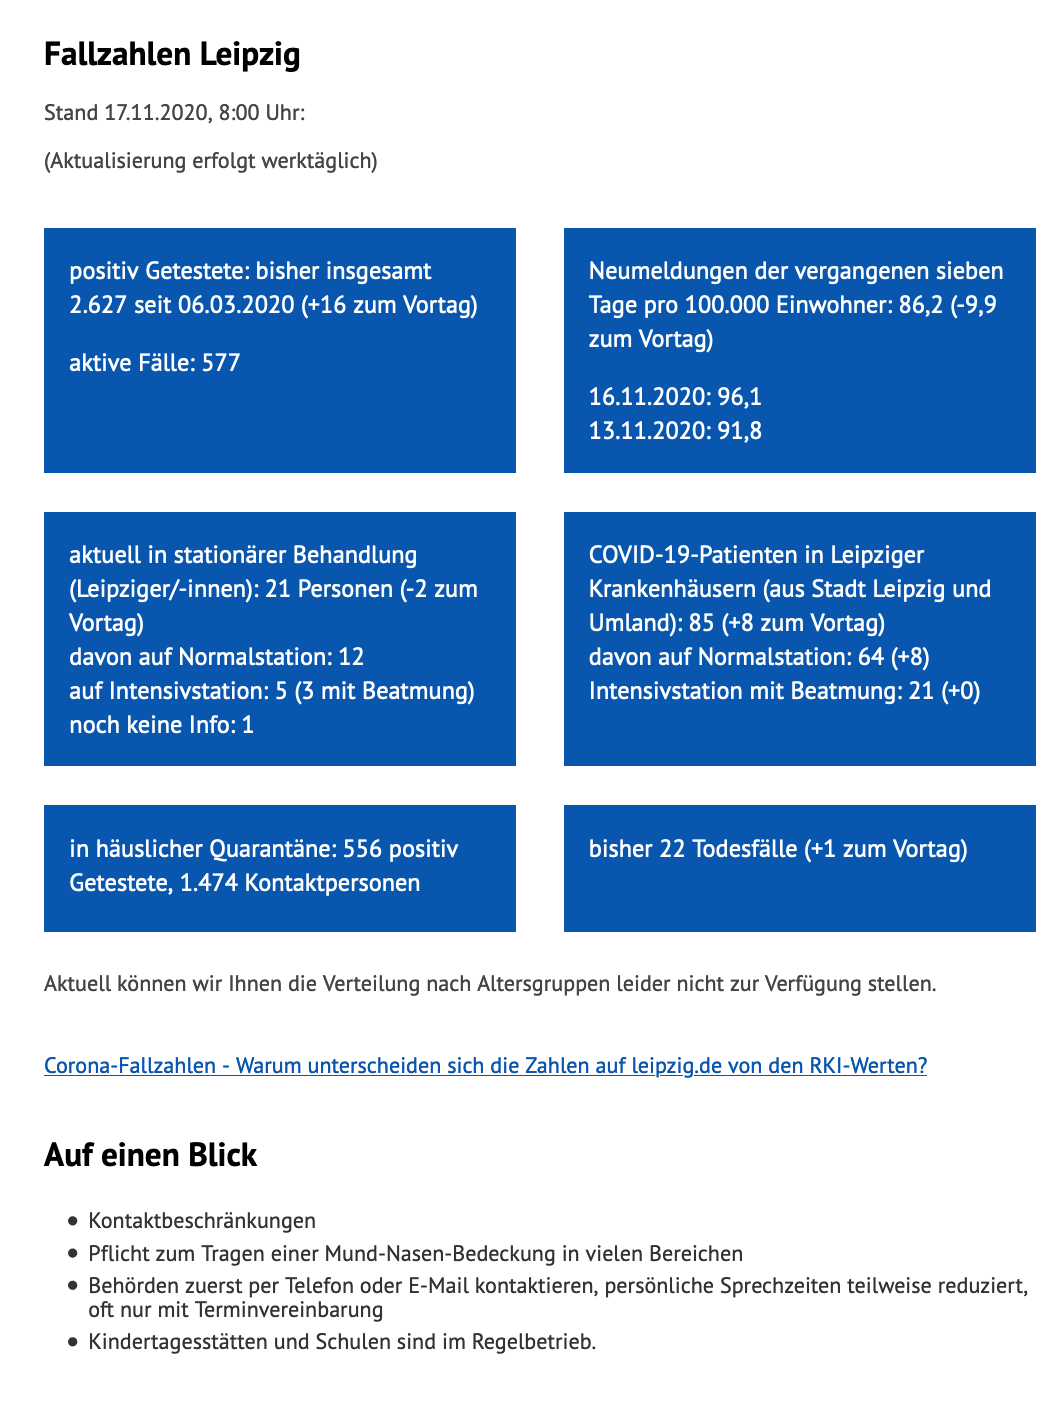 Fallzahlen Leipzig
Stand 17.11.2020, 8:00 Uhr:
(Aktualisierung erfolgt werktäglich)
positiv Getestete: bisher insgesamt
2.627 seit 06.03.2020 (+16 zum Vortag)
aktive Fälle: 577
Neumeldungen der vergangenen sieben
Tage pro 100.000 Einwohner: 86,2 (-9,9
zum Vortag)
16.11.2020: 96,1
13.11.2020: 91,8
aktuell in stationärer Behandlung
(Leipziger/-innen): 21 Personen (-2 zum
Vortag)
davon auf Normalstation: 12
auf Intensivstation: 5 (3 mit Beatmung)
noch keine Info: 1
COVID-19-Patienten in Leipziger
Krankenhäusern (aus Stadt Leipzig und
Umland): 85 (+8 zum Vortag)
davon auf Normalstation: 64 (+8)
Intensivstation mit Beatmung: 21 (+0)
in häuslicher Quarantäne: 556 positiv
Getestete, 1.474 Kontaktpersonen
bisher 22 Todesfälle (+1 zum Vortag)
Aktuell können wir Ihnen die Verteilung nach Altersgruppen leider nicht zur Verfügung stellen.
Corona-Fallzahlen - Warum unterscheiden sich die Zahlen auf leipzig.de von den RKI-Werten?
Auf einen Blick
• Kontaktbeschränkungen
• Pflicht zum Tragen einer Mund-Nasen-Bedeckung in vielen Bereichen
• Behörden zuerst per Telefon oder E-Mail kontaktieren, persönliche Sprechzeiten teilweise reduziert,
oft nur mit Terminvereinbarung
• Kindertagesstätten und Schulen sind im Regelbetrieb.